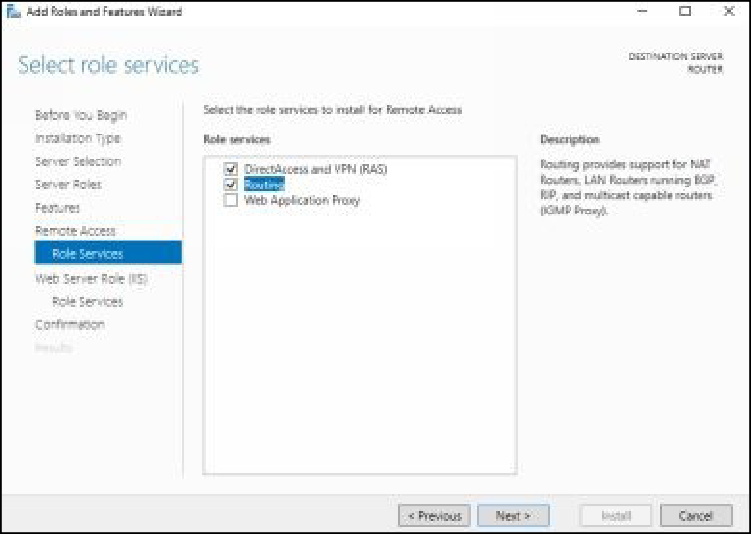 Add Roles and Features Wizard
Select role services
DESTINATION SERVER
ROUTER
Before You Begin
Installation Type
Server Selection
Server Roles
Features
Remote Access
Role Services
Web Server Role (IIS)
Role Services
Confirmation
Results
Select the role services to install for Remote Access
Role services
DirectAccess and VPN (RAS)
Routing
Web Application Proxy
Description
Routing provides support for NAT
Routers, LAN Routers running BGP,
RIP, and multicast capable routers
(IGMP Proxy).
< Previous
Next >
Install
Cancel